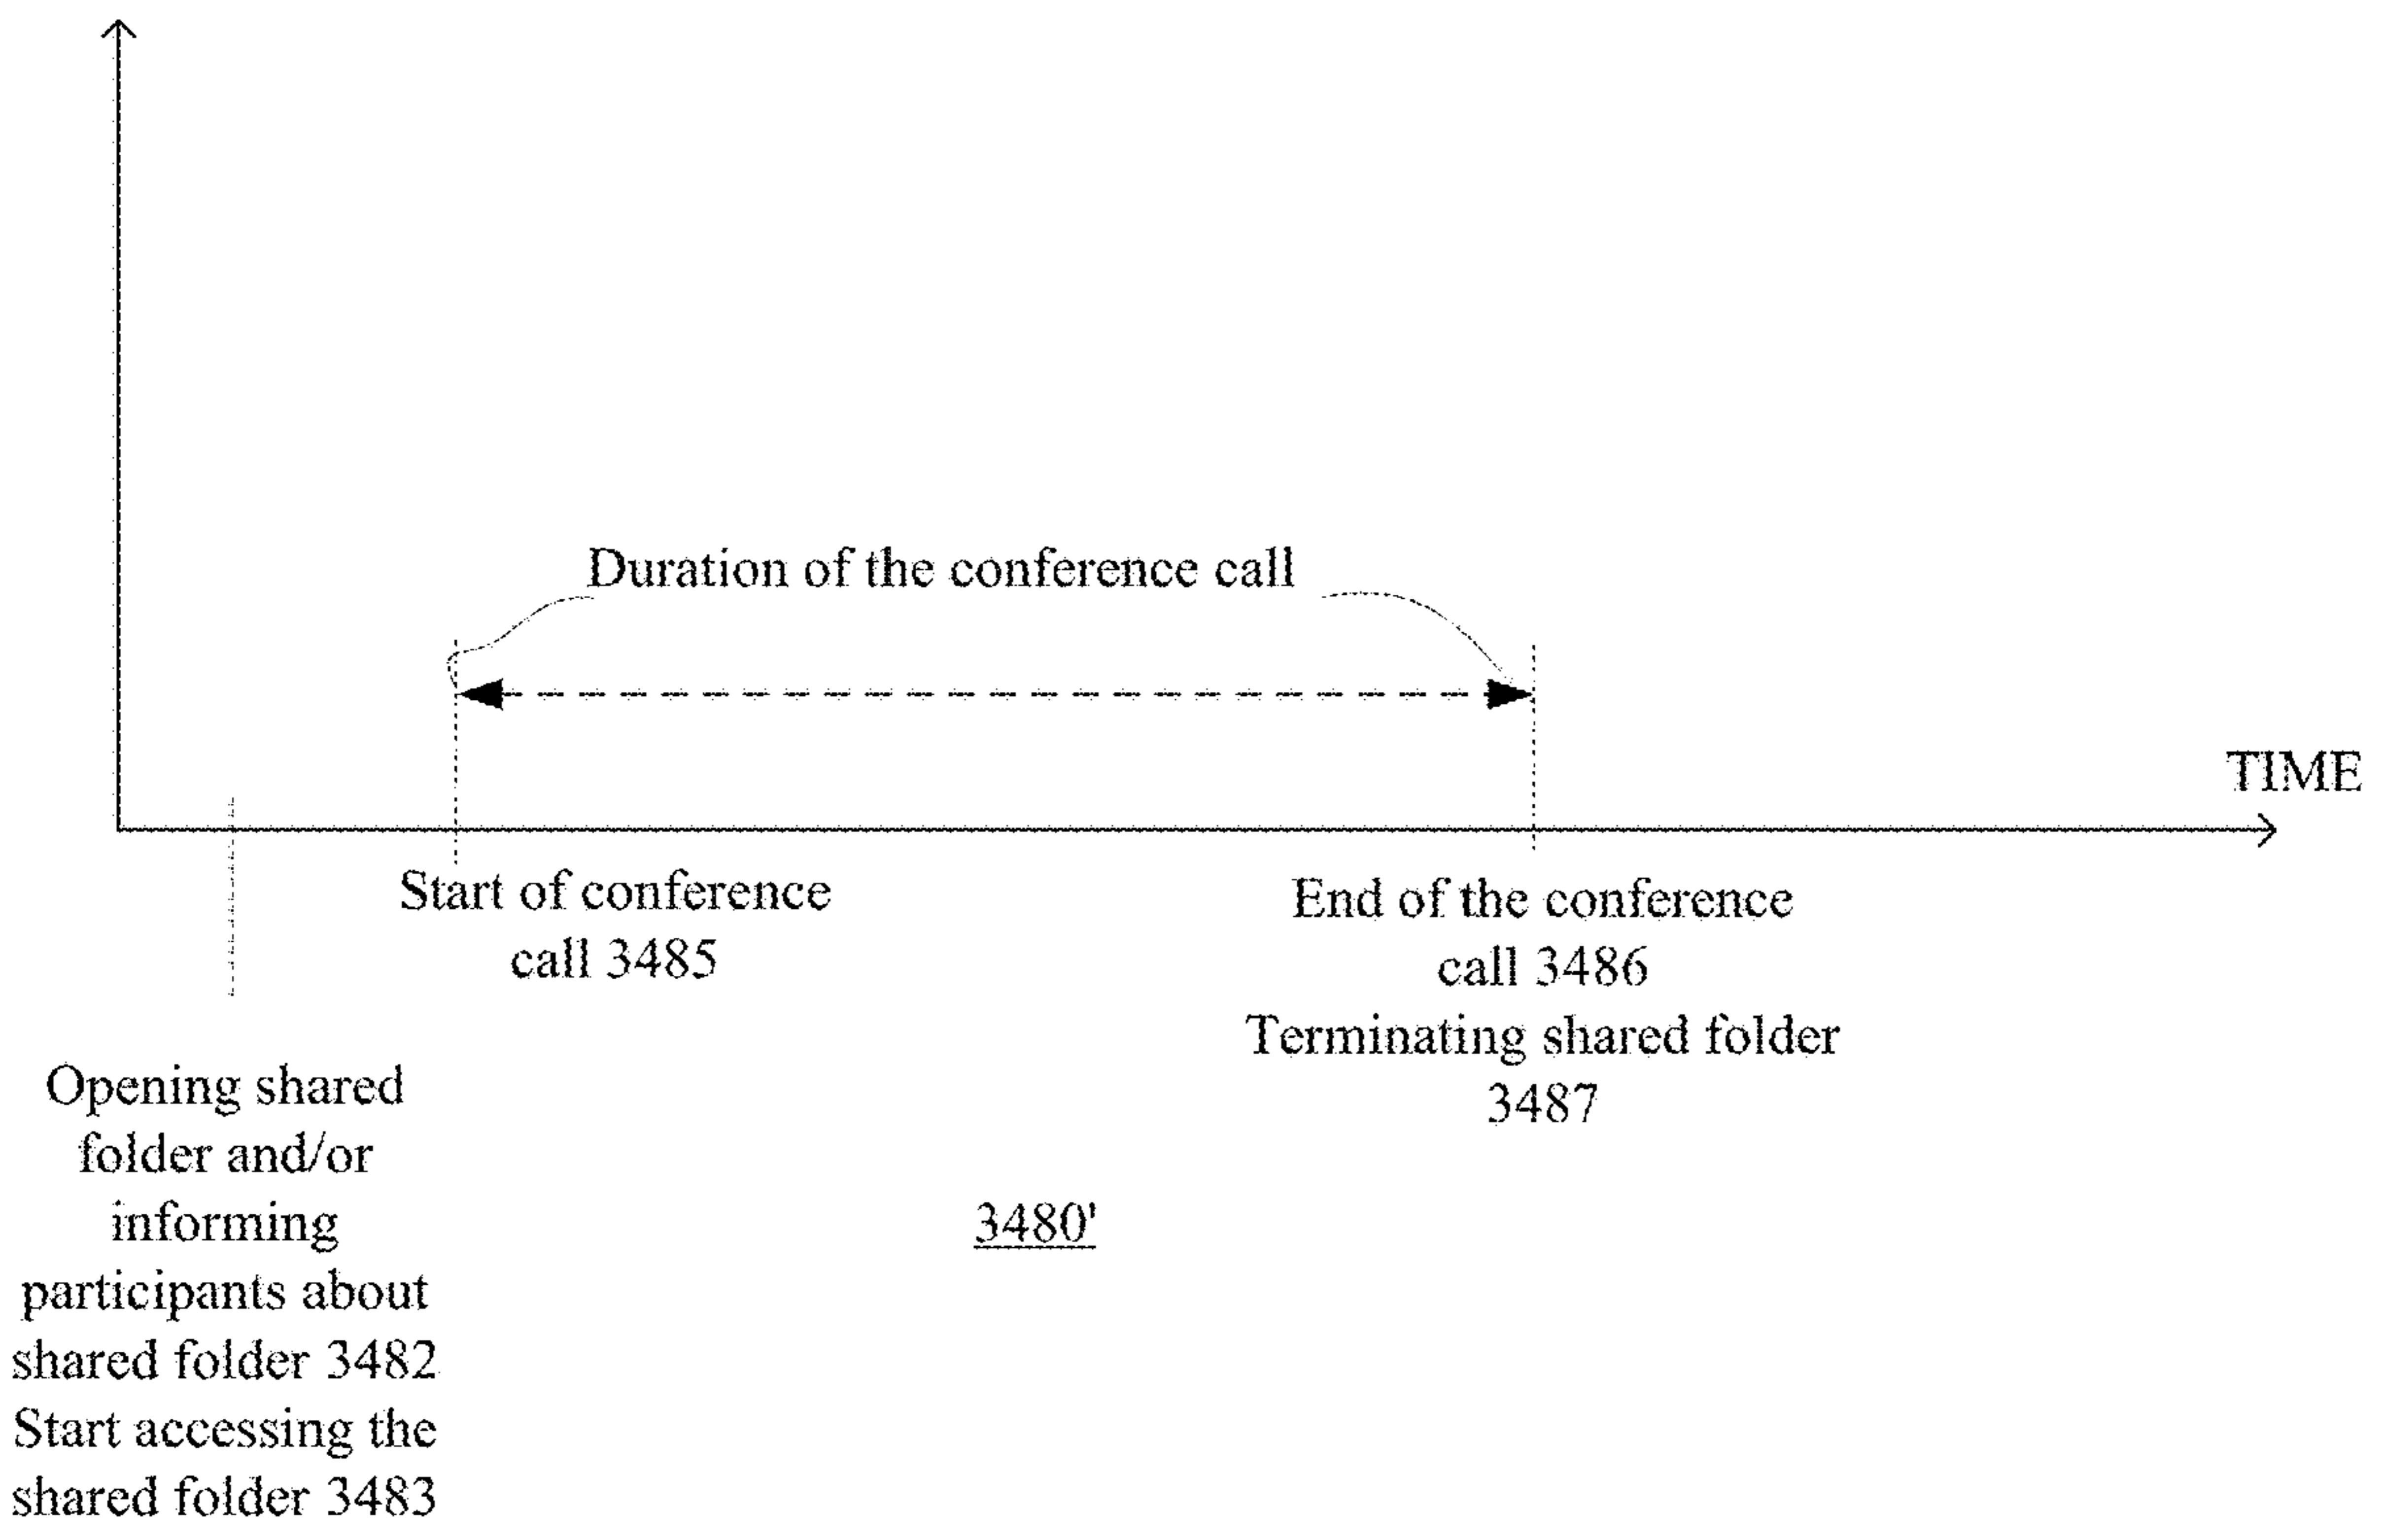 Duration of the conference call
TIME
Start of conference
call 3485
End of the conference
call 3486
Terminating shared folder
3487
Opening shared
folder and/or
informing
participants about
shared folder 3482
Start accessing the
shared folder 3483
3480'